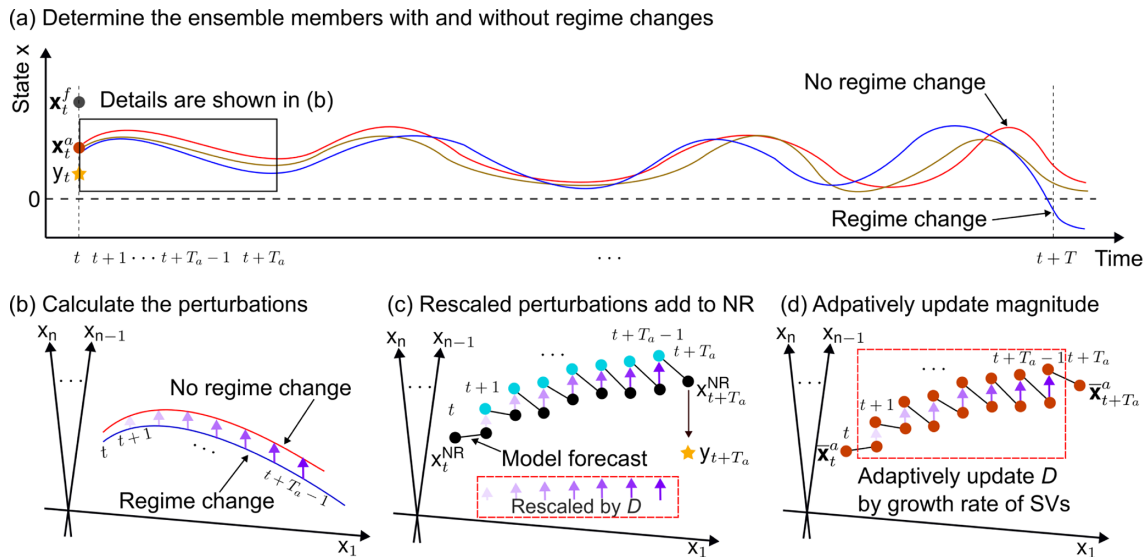 (a) Determine the ensemble members with and without regime changes
State x
No regime change
x_t^f
Details are shown in (b)
x_t^a
y_t
0
Regime change
Time
t t+1 ··· t+T_a−1 t+T_a ··· t+T
(b) Calculate the perturbations
x_n x_{n-1}
···
No regime change
t t+1
··
t+T_a−1
Regime change
x_1
(c) Rescaled perturbations add to NR
x_n x_{n-1}
···
t+T_a−1
··· t+T_a
t+1
t
x_{t+T_a}^{NR}
x_t^{NR}
Model forecast
y_{t+T_a}
Rescaled by D
x_1
(d) Adpatively update magnitude
x_n x_{n-1}
···
t+T_a−1 t+T_a
···
t+1
t
x̅_{t+T_a}^a
x̅_t^a
Adaptively update D
by growth rate of SVs
x_1